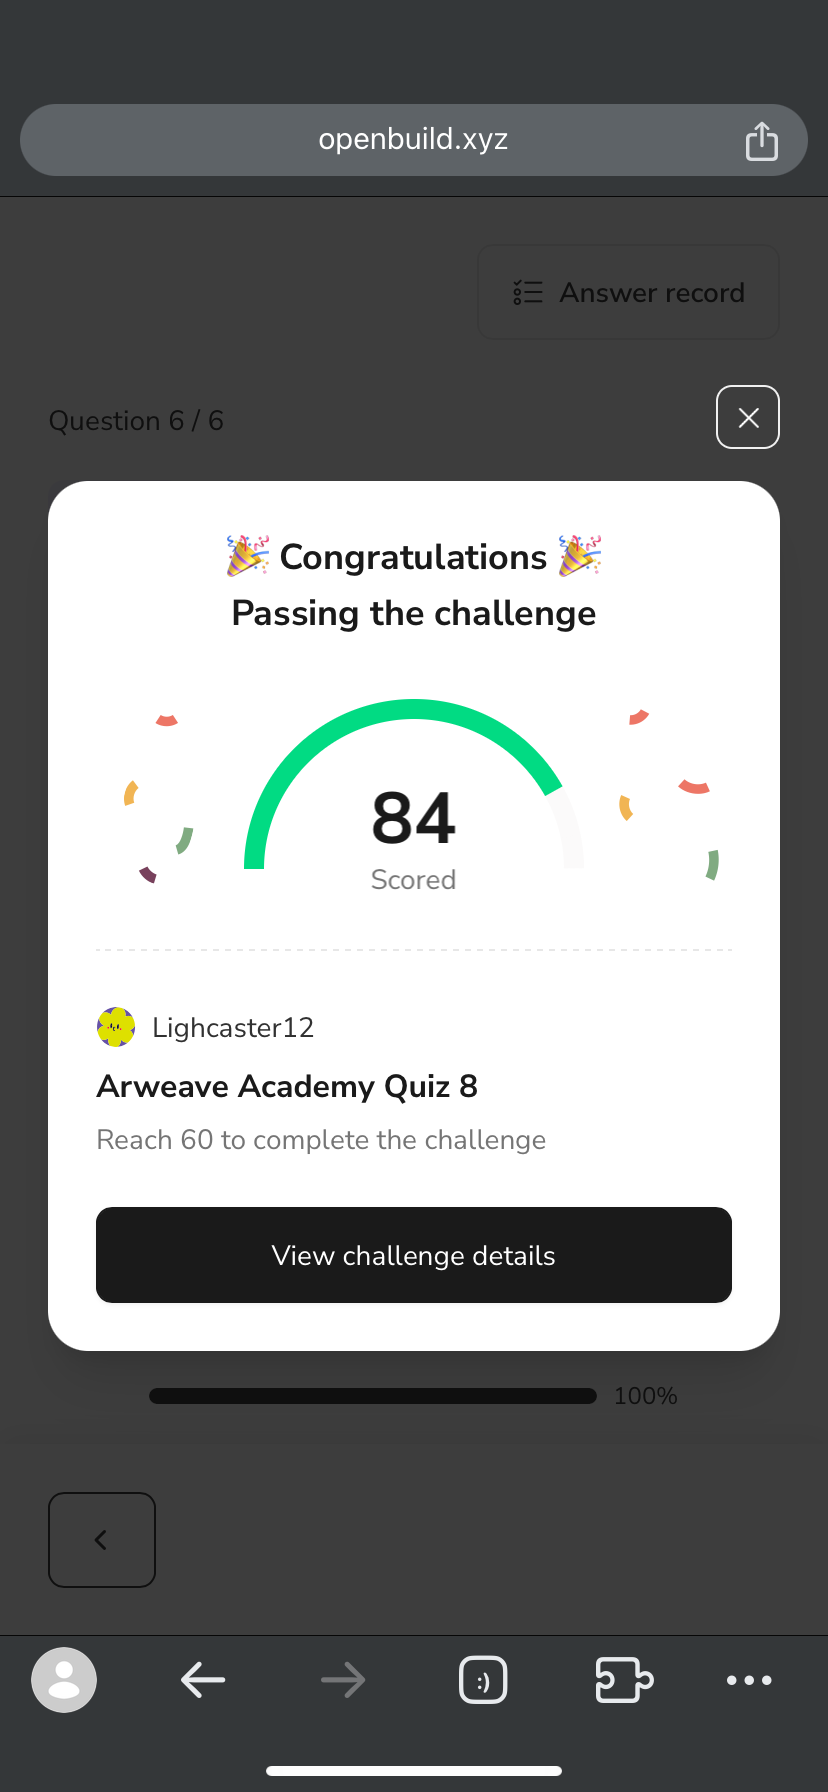 openbuild.xyz
Answer record
Question 6 / 6
🎉 Congratulations 🎉
Passing the challenge
84
Scored
Lighcaster12
Arweave Academy Quiz 8
Reach 60 to complete the challenge
View challenge details
100%
:)